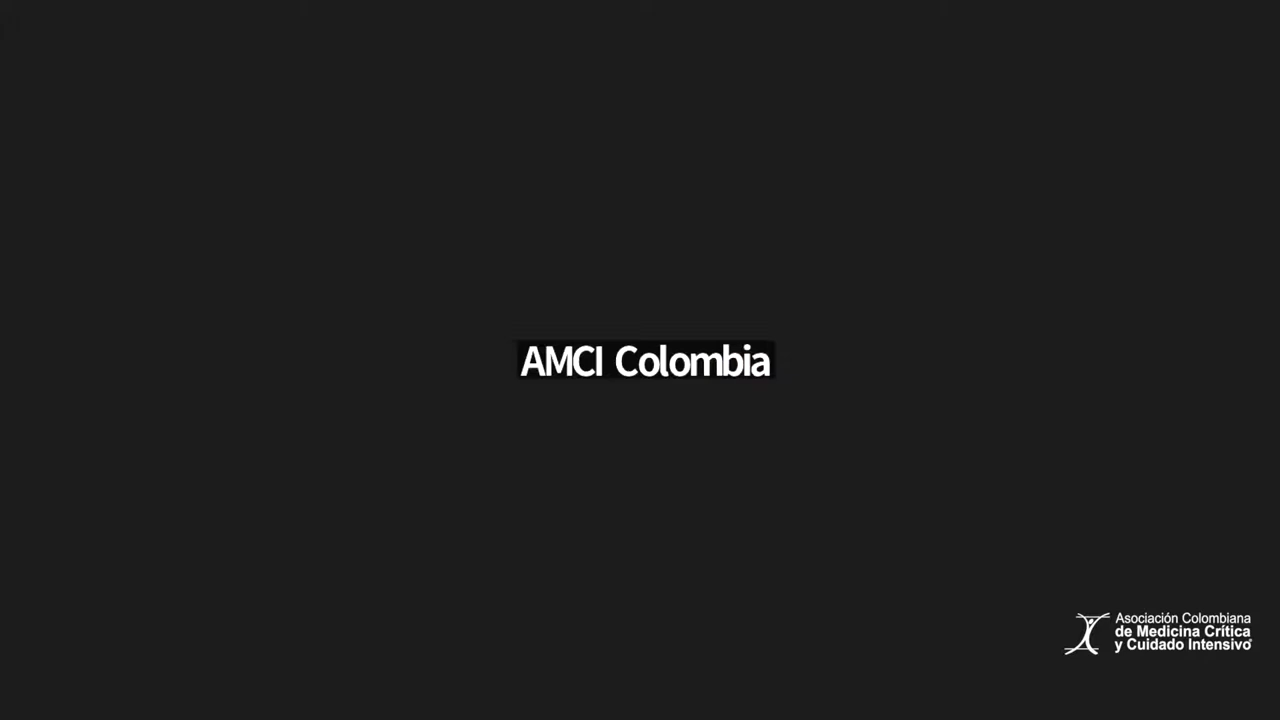 AMCI Colombia
Asociación Colombiana
de Medicina Crítica
y Cuidado Intensivo